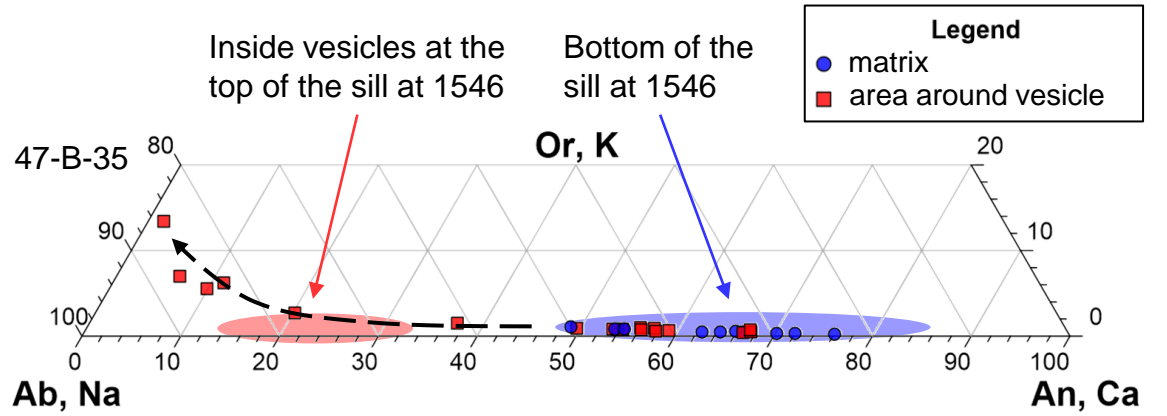 Inside vesicles at the
top of the sill at 1546
Bottom of the
sill at 1546
Legend
matrix
area around vesicle
47-B-35
80
Or, K
20
90
10
100
0
0
10
20
30
40
50
60
70
80
90
100
Ab, Na
An, Ca